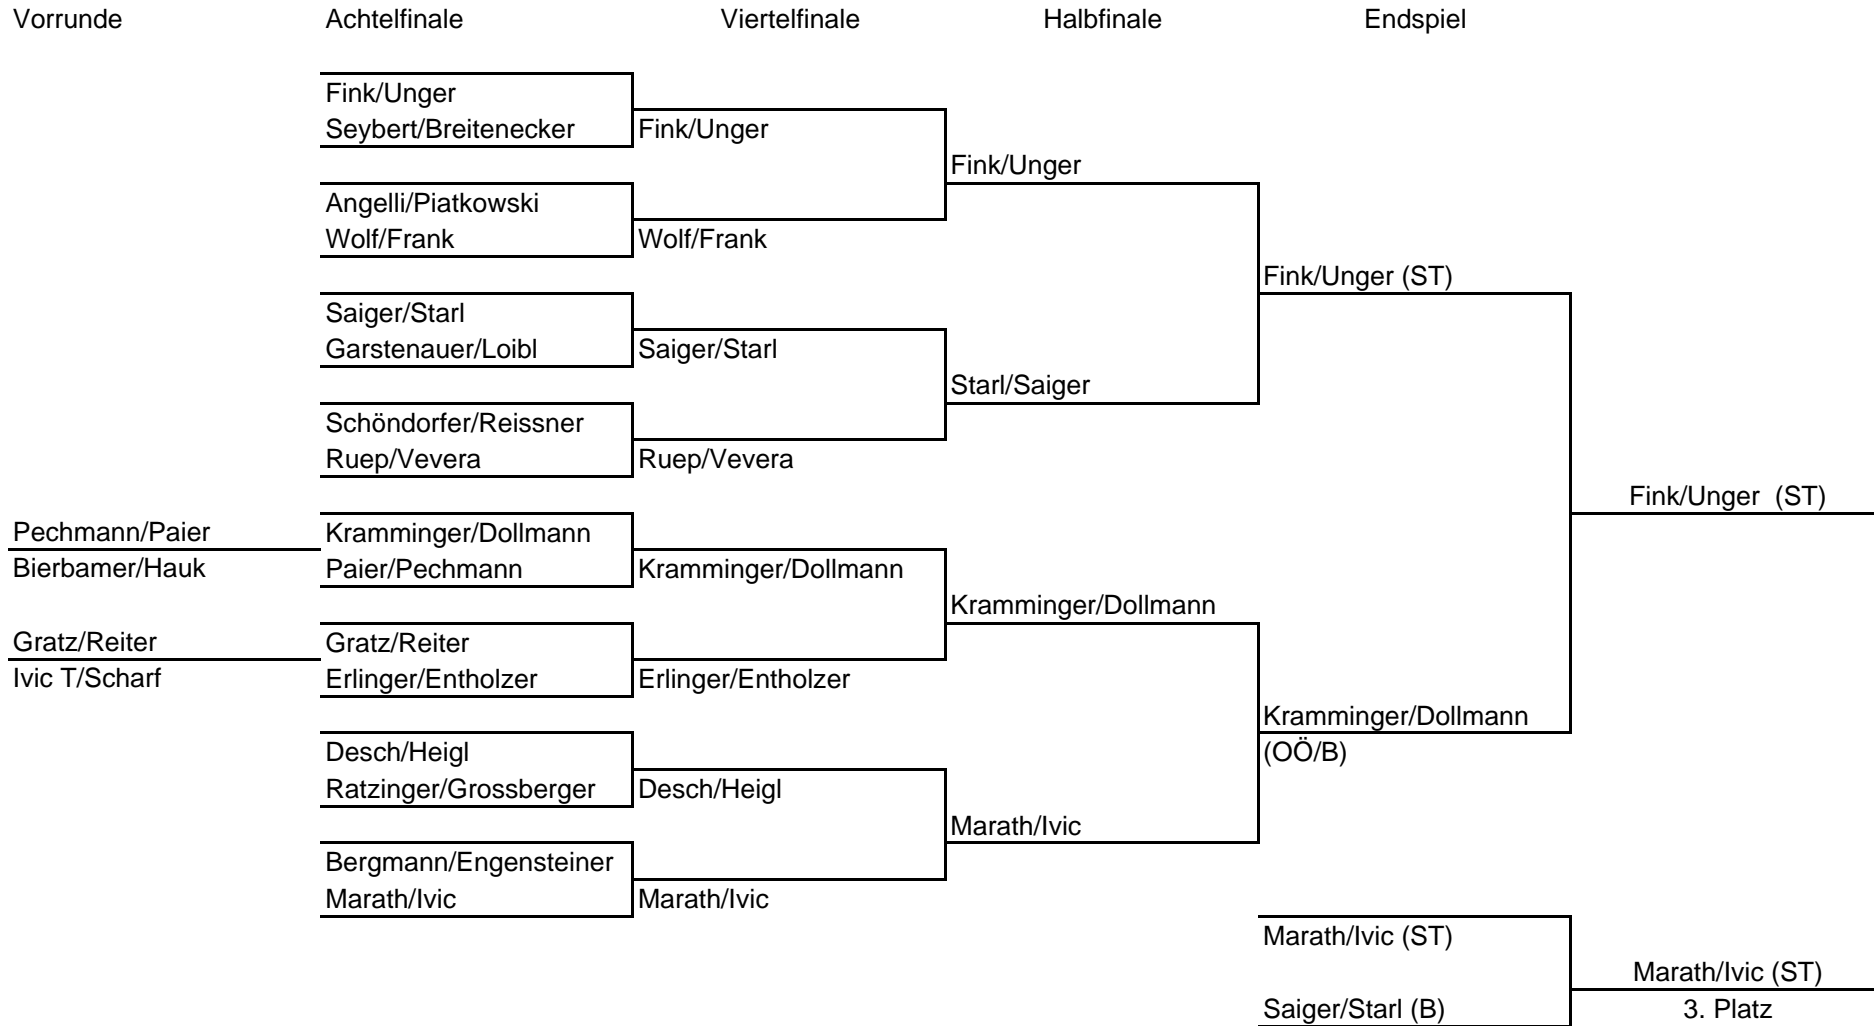 Vorrunde Achtelfinale Viertelfinale Halbfinale Endspiel
Fink/Unger
Seybert/Breitenecker Fink/Unger
Fink/Unger
Angelli/Piatkowski
Wolf/Frank Wolf/Frank
Fink/Unger (ST)
Saiger/Starl
Garstenauer/Loibl Saiger/Starl
Starl/Saiger
Schöndorfer/Reissner
Ruep/Vevera Ruep/Vevera
Fink/Unger (ST)
Pechmann/Paier Kramminger/Dollmann
Bierbamer/Hauk Paier/Pechmann Kramminger/Dollmann
Kramminger/Dollmann
Gratz/Reiter Gratz/Reiter
Ivic T/Scharf Erlinger/Entholzer Erlinger/Entholzer
Kramminger/Dollmann
Desch/Heigl (OÖ/B)
Ratzinger/Grossberger Desch/Heigl
Marath/Ivic
Bergmann/Engensteiner
Marath/Ivic Marath/Ivic
Marath/Ivic (ST)
Marath/Ivic (ST)
Saiger/Starl (B) 3. Platz